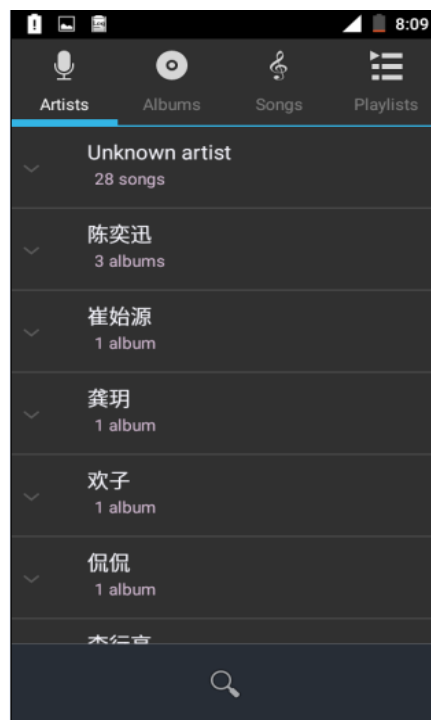 8:09
Artists Albums Songs Playlists
Unknown artist
28 songs
陈奕迅
3 albums
崔始源
1 album
龚玥
1 album
欢子
1 album
侃侃
1 album